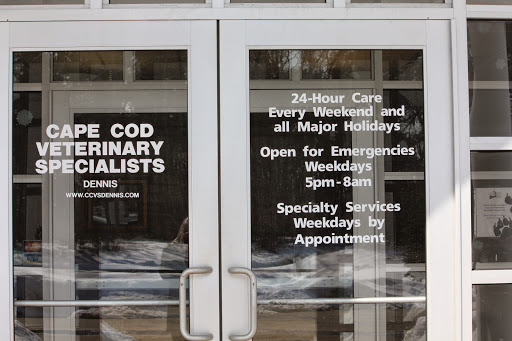 CAPE COD
VETERINARY
SPECIALISTS
DENNIS
WWW.CCVSDENNIS.COM
24-Hour Care
Every Weekend and
all Major Holidays
Open for Emergencies
Weekdays
5pm-8am
Specialty Services
Weekdays by
Appointment